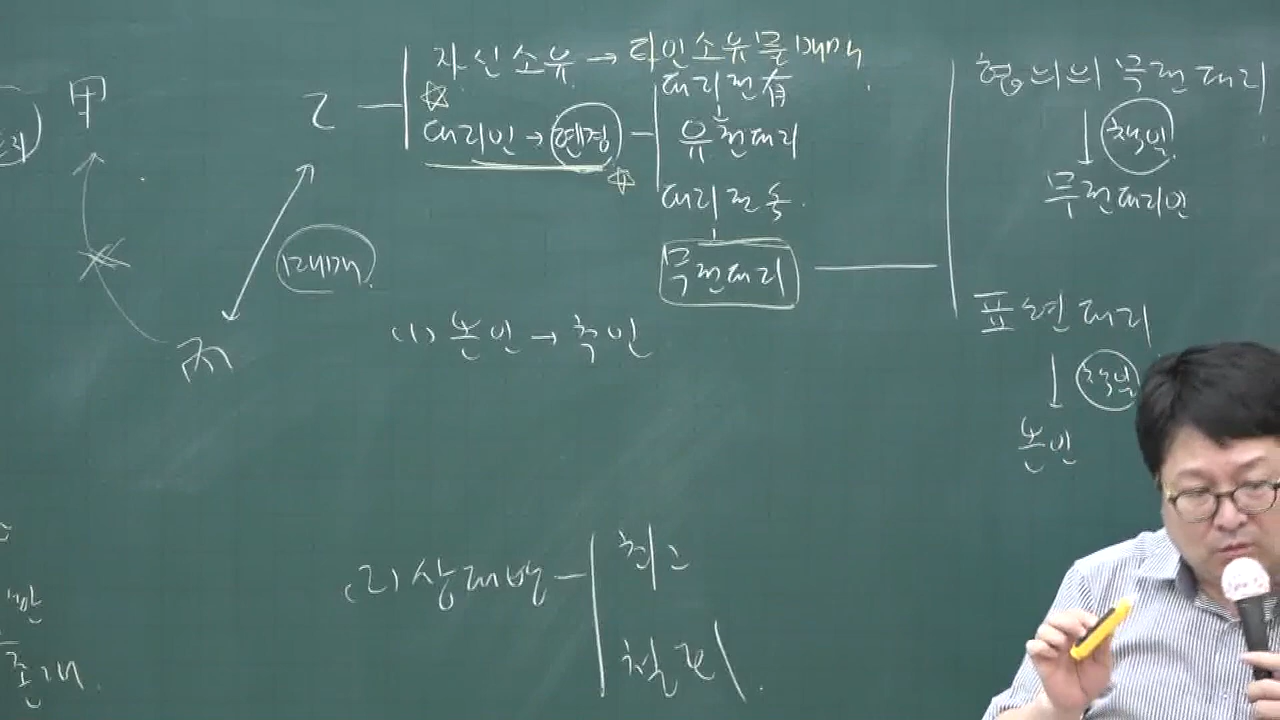 甲
乙
자신소유 → 타인소유물매매
대리권有
대리인 → 현명
유권대리
대리권속
무권대리
매매
丙
(1) 본인 → 추인
(2) 상대방
최고
철회
협의의 무권대리
책임
무권대리인
표현대리
책임
본인